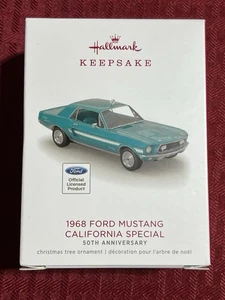 Hallmark
KEEPSAKE
Ford
Official
Licensed
Product
1968 FORD MUSTANG
CALIFORNIA SPECIAL
50TH ANNIVERSARY
christmas tree ornament | décoration pour l'arbre de noël